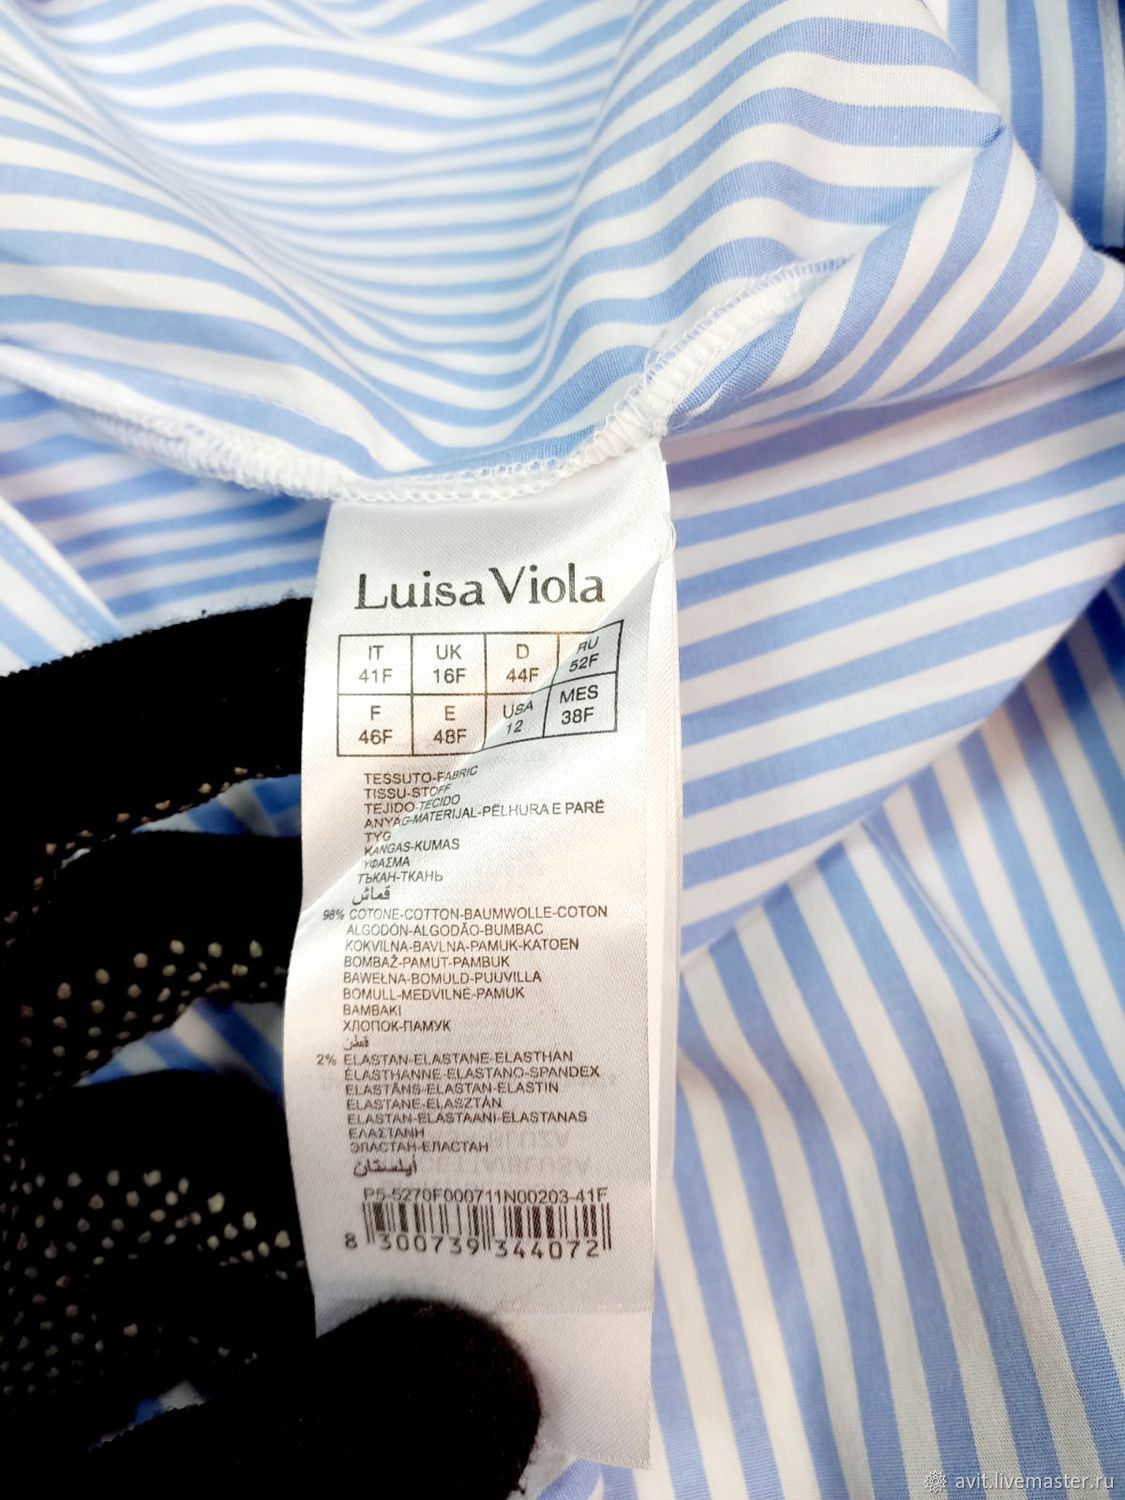 Luisa Viola
IT UK D RU
41F 16F 44F 52F
F E USA MES
46F 48F 12 38F
TESSUTO-FABRIC
TISSU-STOFF
TEJIDO-TECIDO
ANYAG-MATERIJAL-PËLHURA E PARË
TYG
KANGAS-KUMAS
ΥΦΑΣΜΑ
ТЪКАН-ТКАНЬ
قماش
98% COTONE-COTTON-BAUMWOLLE-COTON
ALGODÓN-ALGODÃO-BUMBAC
KOKVILNA-BAVLNA-PAMUK-KATOEN
BOMBAŽ-PAMUT-PAMBUK
BAWEŁNA-BOMULD-PUUVILLA
BOMULL-MEDVILNĖ-PAMUK
BAMBAKI
ХЛОПОК-ПАМУК
قطن
2% ELASTAN-ELASTANE-ELASTHAN
ÉLASTHANNE-ELASTANO-SPANDEX
ELASTĀNS-ELASTAN-ELASTIN
ELASTANE-ELASZTÁN
ELASTAN-ELASTAANI-ELASTANAS
ΕΛΑΣΤΑΝΗ
ЭЛАСТАН-ЕЛАСТАН
أيلستان
P5-5270F000711N00203-41F
8 300739 344072
avit.livemaster.ru